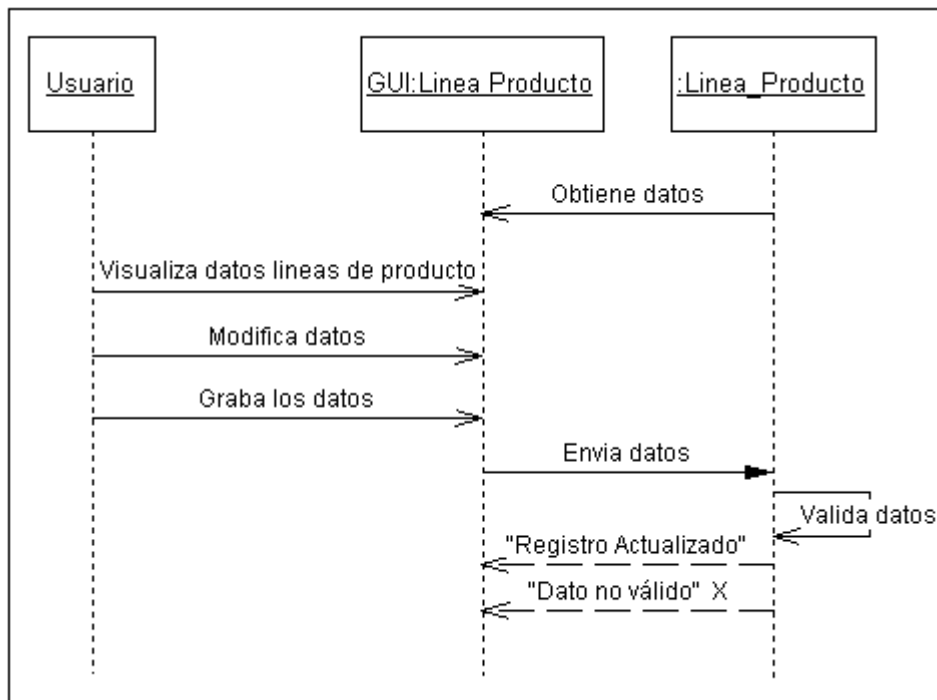 Usuario
GUI:Linea Producto
:Linea_Producto
Obtiene datos
Visualiza datos lineas de producto
Modifica datos
Graba los datos
Envia datos
Valida datos
"Registro Actualizado"
"Dato no válido" X